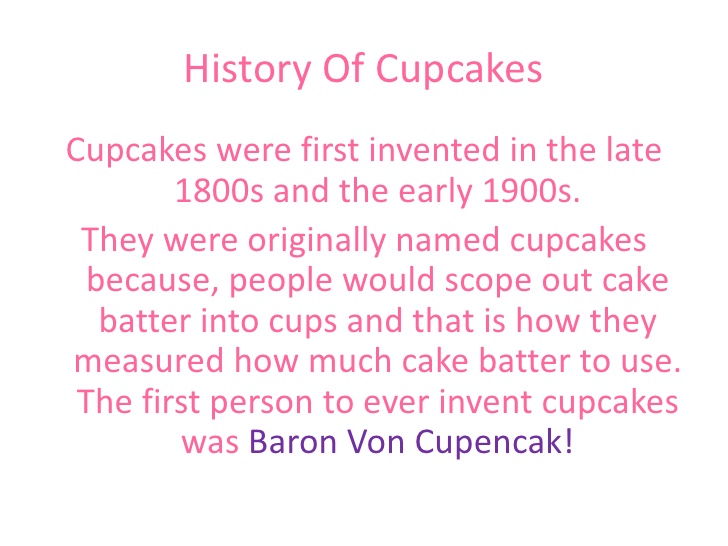 History Of Cupcakes
Cupcakes were first invented in the late
1800s and the early 1900s.
They were originally named cupcakes
because, people would scope out cake
batter into cups and that is how they
measured how much cake batter to use.
The first person to ever invent cupcakes
was Baron Von Cupencak!